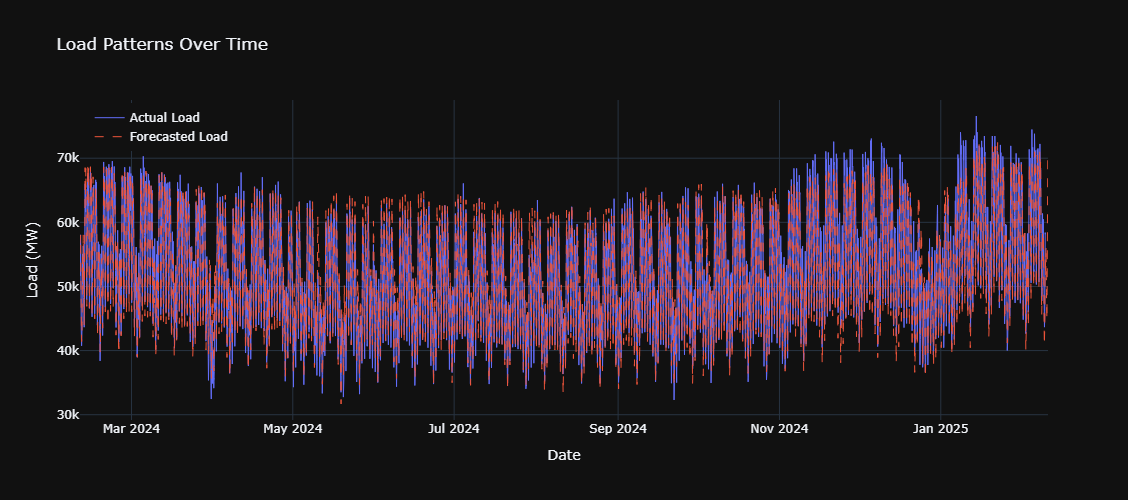 Load Patterns Over Time
Actual Load
Forecasted Load
70k
60k
50k
40k
30k
Load (MW)
Mar 2024 May 2024 Jul 2024 Sep 2024 Nov 2024 Jan 2025
Date